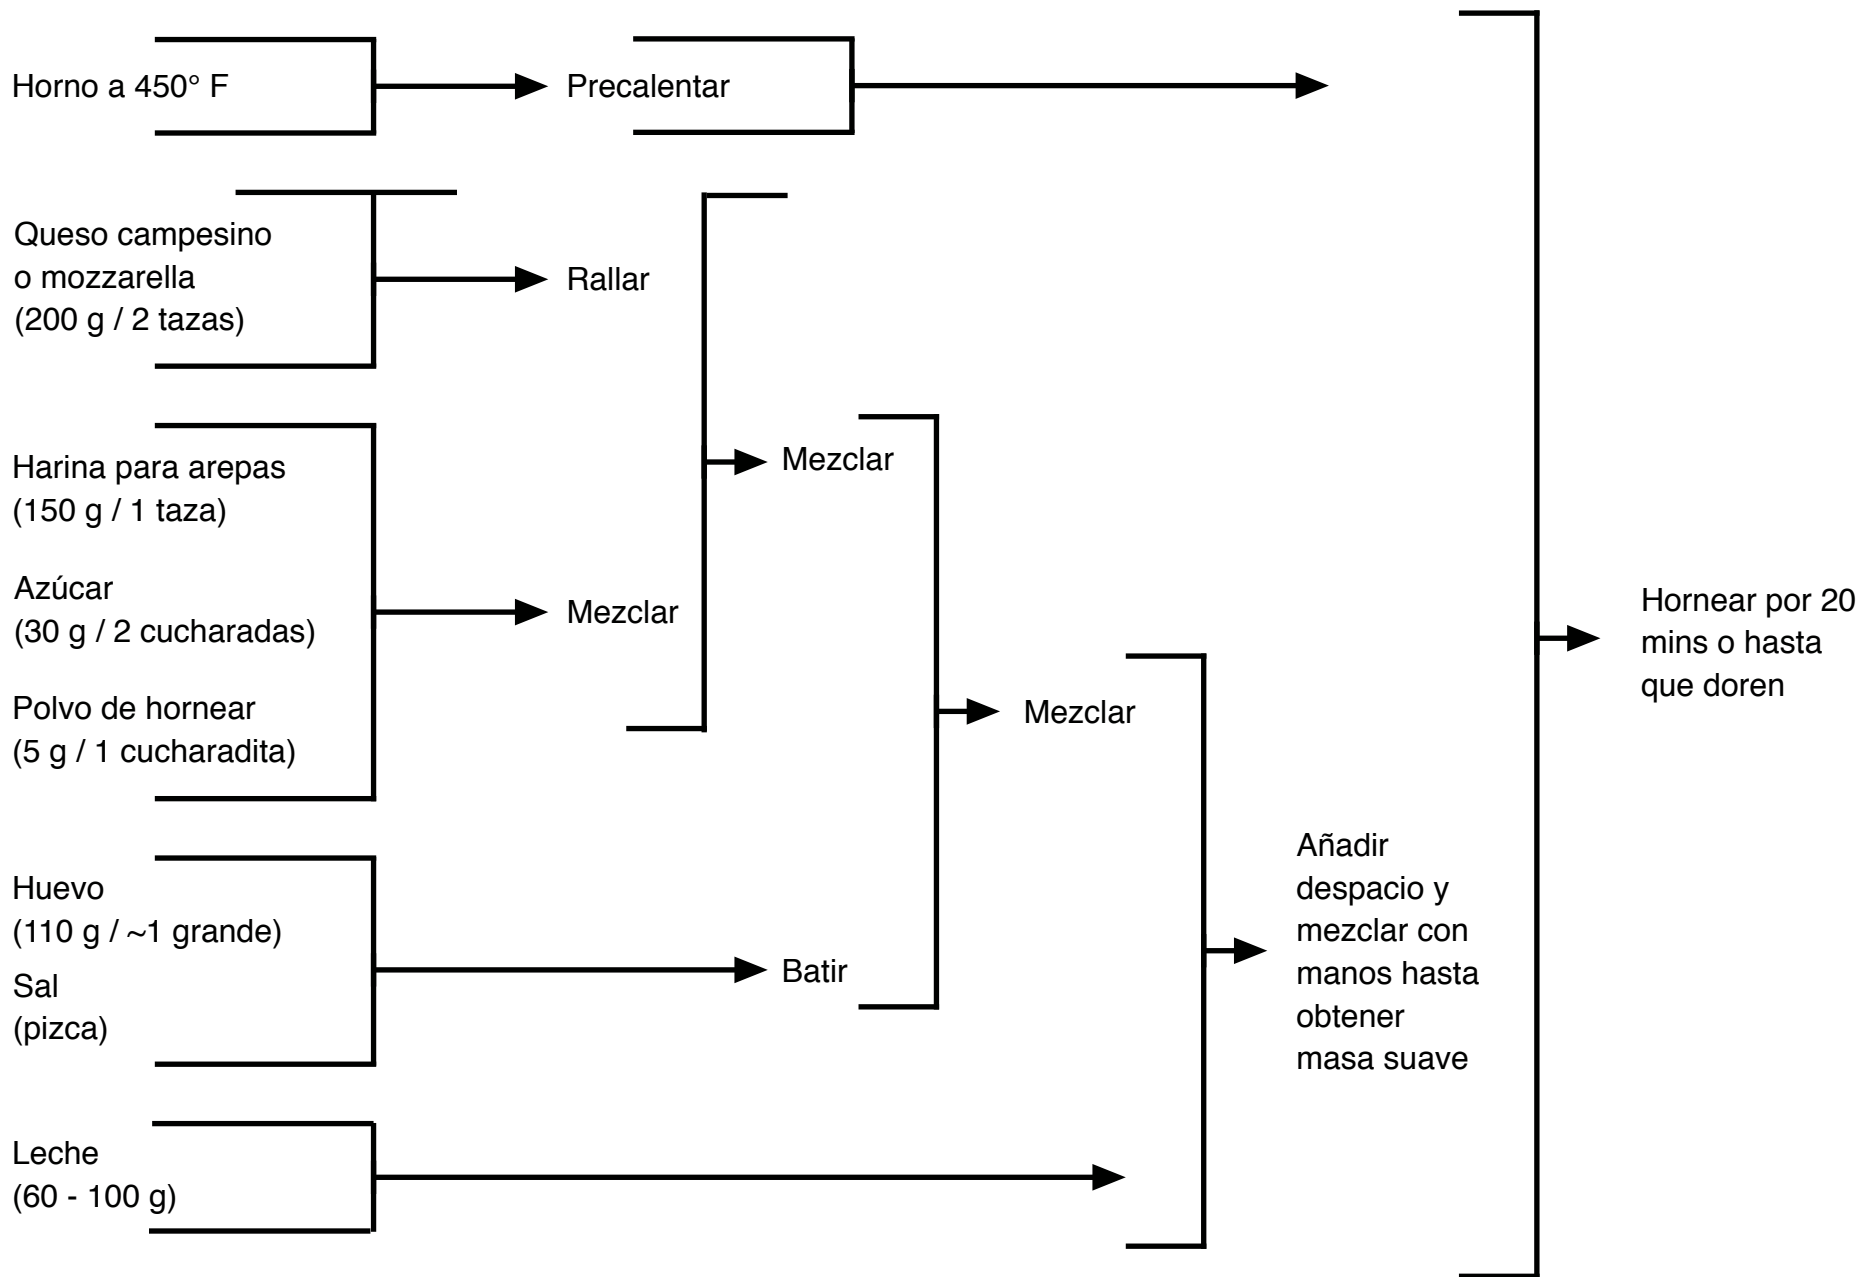 Horno a 450° F
Precalentar
Queso campesino
o mozzarella
(200 g / 2 tazas)
Rallar
Harina para arepas
(150 g / 1 taza)
Mezclar
Azúcar
(30 g / 2 cucharadas)
Mezclar
Polvo de hornear
(5 g / 1 cucharadita)
Mezclar
Huevo
(110 g / ~1 grande)
Sal
(pizca)
Batir
Leche
(60 - 100 g)
Añadir
despacio y
mezclar con
manos hasta
obtener
masa suave
Hornear por 20
mins o hasta
que doren